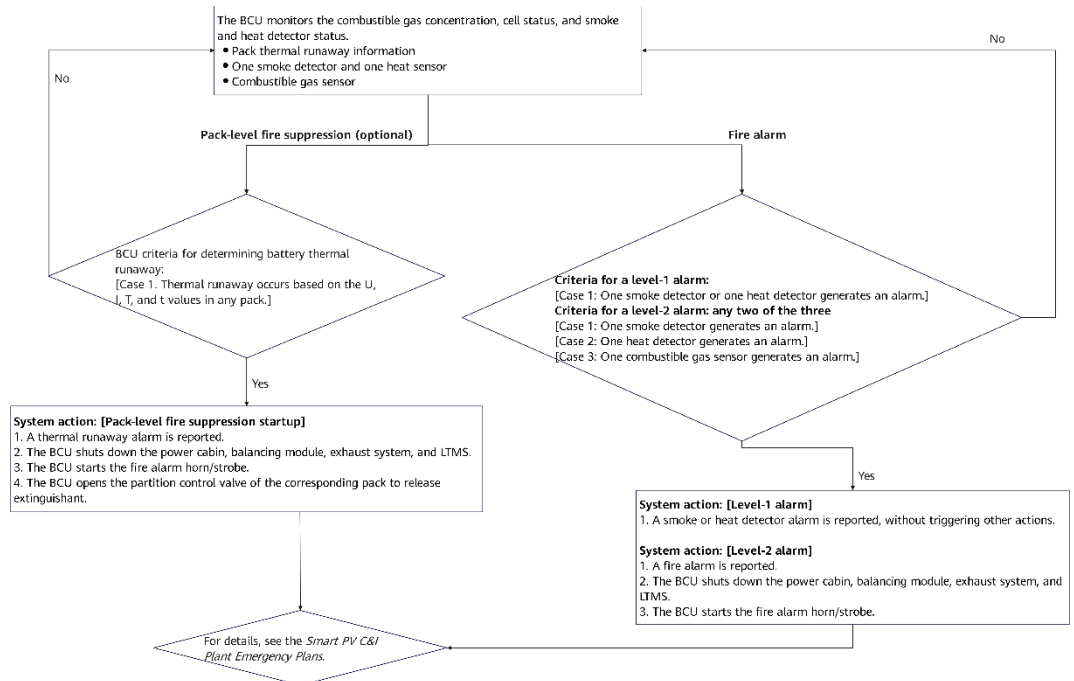 The BCU monitors the combustible gas concentration, cell status, and smoke
and heat detector status.
● Pack thermal runaway information
● One smoke detector and one heat sensor
● Combustible gas sensor
No
No
Pack-level fire suppression (optional)
Fire alarm
BCU criteria for determining battery thermal
runaway:
[Case 1. Thermal runaway occurs based on the U,
I, T, and t values in any pack.]
Criteria for a level-1 alarm:
[Case 1: One smoke detector or one heat detector generates an alarm.]
Criteria for a level-2 alarm: any two of the three
[Case 1: One smoke detector generates an alarm.]
[Case 2: One heat detector generates an alarm.]
[Case 3: One combustible gas sensor generates an alarm.]
Yes
System action: [Pack-level fire suppression startup]
1. A thermal runaway alarm is reported.
2. The BCU shuts down the power cabin, balancing module, exhaust system, and LTMS.
3. The BCU starts the fire alarm horn/strobe.
4. The BCU opens the partition control valve of the corresponding pack to release
extinguishant.
Yes
System action: [Level-1 alarm]
1. A smoke or heat detector alarm is reported, without triggering other actions.
System action: [Level-2 alarm]
1. A fire alarm is reported.
2. The BCU shuts down the power cabin, balancing module, exhaust system, and
LTMS.
3. The BCU starts the fire alarm horn/strobe.
For details, see the Smart PV C&I
Plant Emergency Plans.